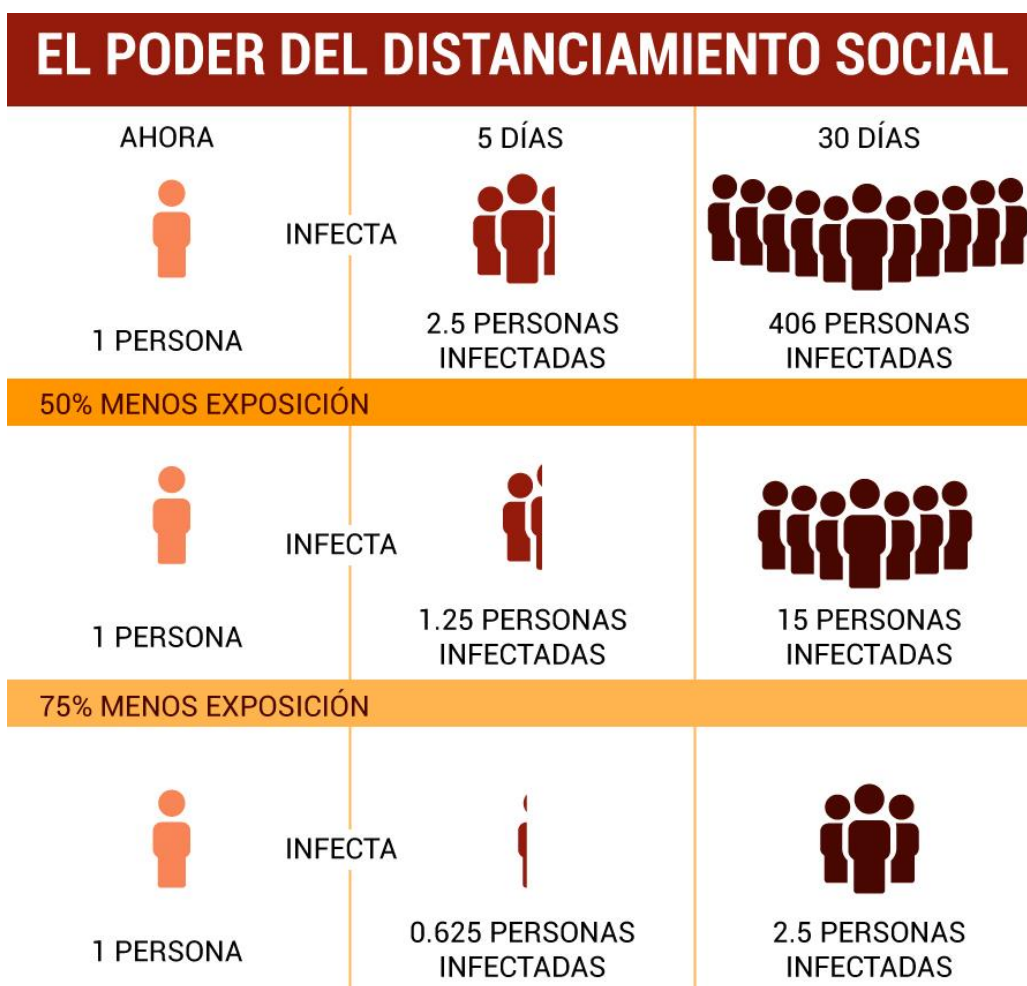 EL PODER DEL DISTANCIAMIENTO SOCIAL
AHORA
5 DÍAS
30 DÍAS
INFECTA
1 PERSONA
2.5 PERSONAS
INFECTADAS
406 PERSONAS
INFECTADAS
50% MENOS EXPOSICIÓN
INFECTA
1 PERSONA
1.25 PERSONAS
INFECTADAS
15 PERSONAS
INFECTADAS
75% MENOS EXPOSICIÓN
INFECTA
1 PERSONA
0.625 PERSONAS
INFECTADAS
2.5 PERSONAS
INFECTADAS